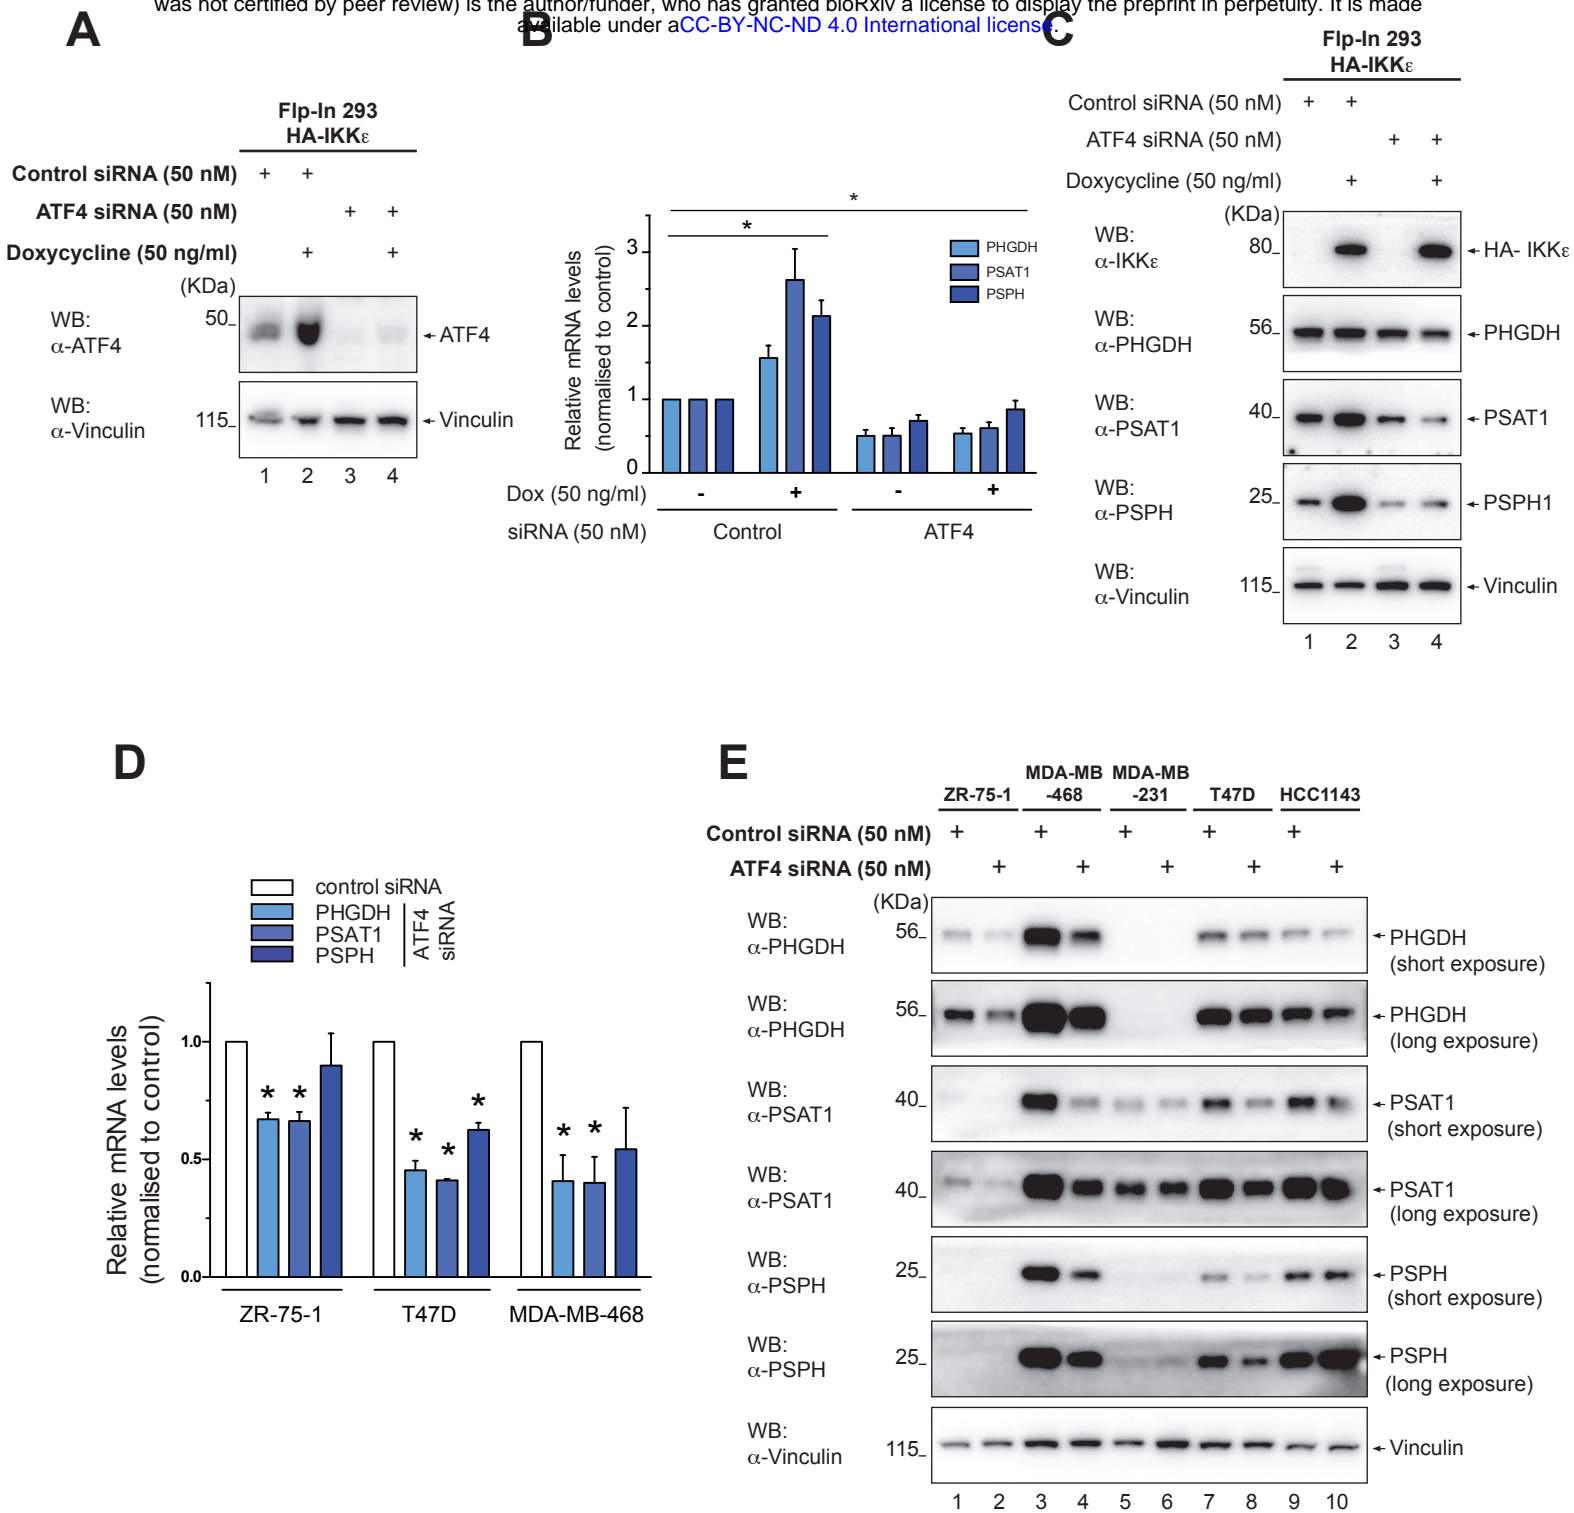 was not certified by peer review) is the author/funder, who has granted bioRxiv a license to display the preprint in perpetuity. It is made
available under aCC-BY-NC-ND 4.0 International license.
A
Flp-In 293
HA-IKKε
Control siRNA (50 nM) + +
ATF4 siRNA (50 nM) + +
Doxycycline (50 ng/ml) + +
(KDa)
WB:
α-ATF4
50
ATF4
WB:
α-Vinculin
115
Vinculin
1 2 3 4
B
Relative mRNA levels
(normalised to control)
3
2
1
0
*
*
PHGDH
PSAT1
PSPH
Dox (50 ng/ml) - + - +
siRNA (50 nM) Control ATF4
C
Flp-In 293
HA-IKKε
Control siRNA (50 nM) + +
ATF4 siRNA (50 nM) + +
Doxycycline (50 ng/ml) + +
(KDa)
WB:
α-IKKε
80
HA- IKKε
WB:
α-PHGDH
56
PHGDH
WB:
α-PSAT1
40
PSAT1
WB:
α-PSPH
25
PSPH1
WB:
α-Vinculin
115
Vinculin
1 2 3 4
D
control siRNA
PHGDH
PSAT1
PSPH
ATF4
siRNA
Relative mRNA levels
(normalised to control)
1.0
0.5
0.0
* *
* * *
* *
ZR-75-1 T47D MDA-MB-468
E
ZR-75-1 MDA-MB-468 MDA-MB-231 T47D HCC1143
Control siRNA (50 nM) + + + + +
ATF4 siRNA (50 nM) + + + + +
(KDa)
WB:
α-PHGDH
56
PHGDH
(short exposure)
WB:
α-PHGDH
56
PHGDH
(long exposure)
WB:
α-PSAT1
40
PSAT1
(short exposure)
WB:
α-PSAT1
40
PSAT1
(long exposure)
WB:
α-PSPH
25
PSPH
(short exposure)
WB:
α-PSPH
25
PSPH
(long exposure)
WB:
α-Vinculin
115
Vinculin
1 2 3 4 5 6 7 8 9 10